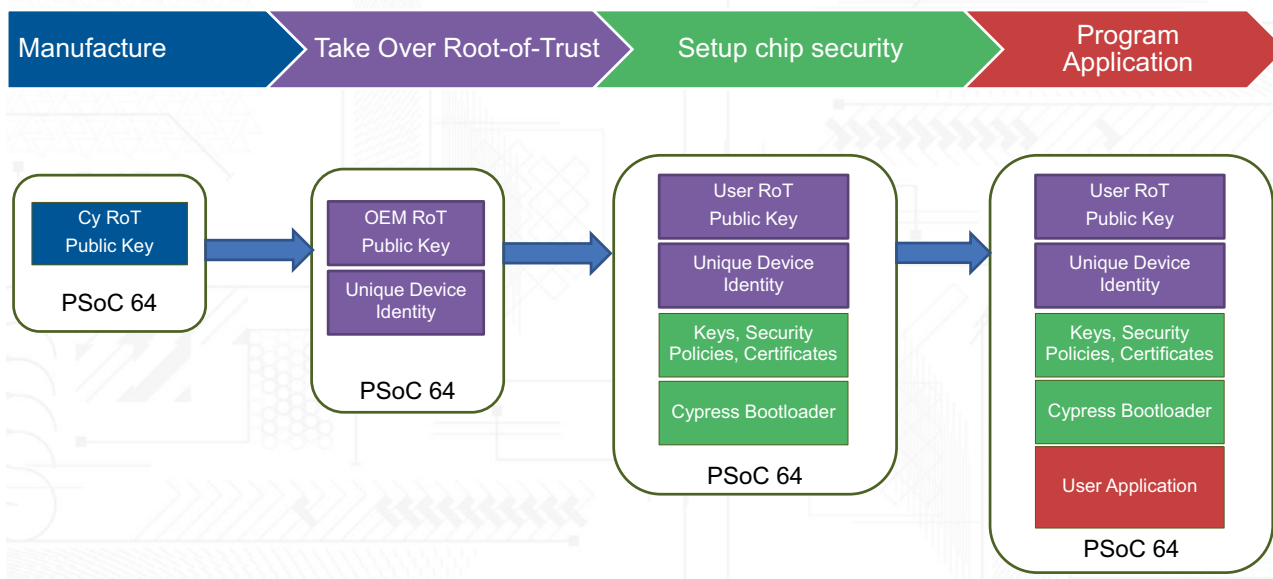 Manufacture
Take Over Root-of-Trust
Setup chip security
Program
Application
Cy RoT
Public Key
PSoC 64
OEM RoT
Public Key
Unique Device
Identity
PSoC 64
User RoT
Public Key
Unique Device
Identity
Keys, Security
Policies, Certificates
Cypress Bootloader
PSoC 64
User RoT
Public Key
Unique Device
Identity
Keys, Security
Policies, Certificates
Cypress Bootloader
User Application
PSoC 64